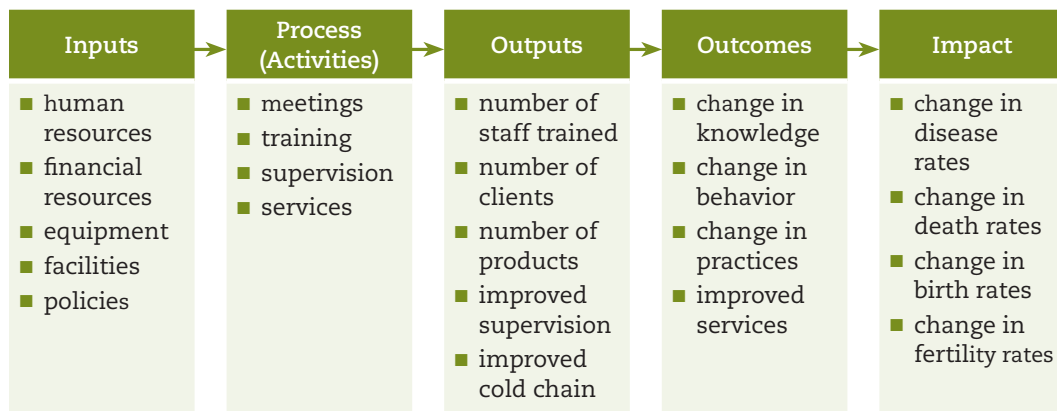 Inputs
human
resources
financial
resources
equipment
facilities
policies
Process
(Activities)
meetings
training
supervision
services
Outputs
number of
staff trained
number of
clients
number of
products
improved
supervision
improved
cold chain
Outcomes
change in
knowledge
change in
behavior
change in
practices
improved
services
Impact
change in
disease
rates
change in
death rates
change in
birth rates
change in
fertility rates